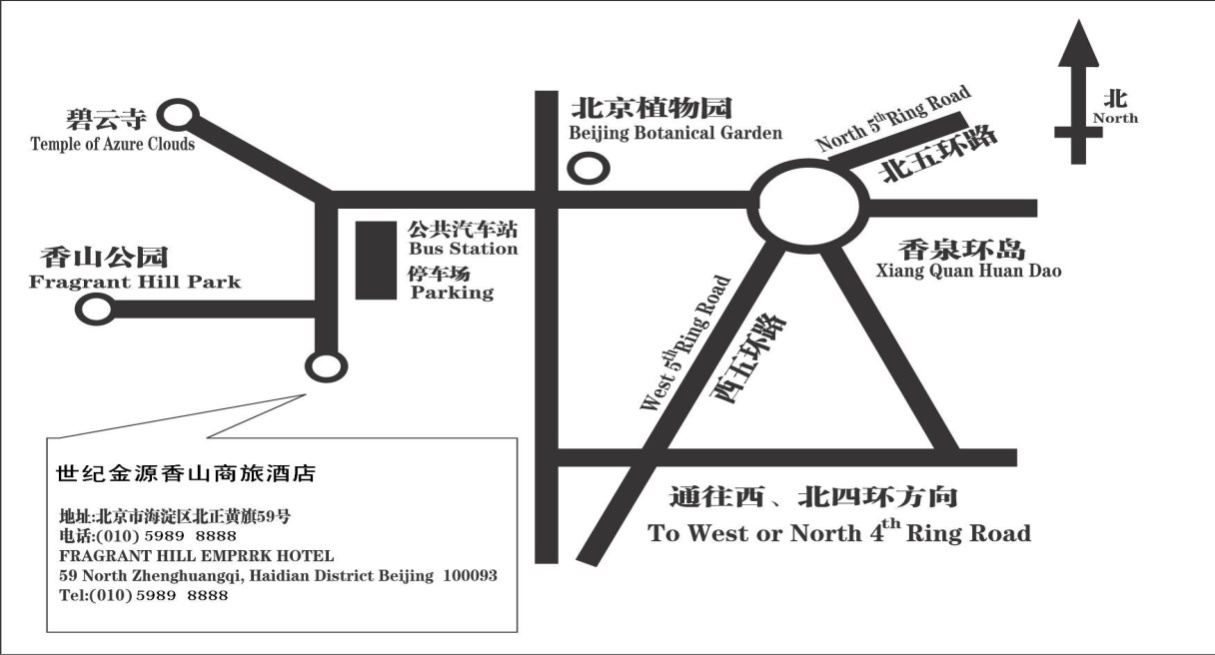 碧云寺
Temple of Azure Clouds
北京植物园
Beijing Botanical Garden
North 5th Ring Road
北五环路
北
North
公共汽车站
Bus Station
停车场
Parking
香山公园
Fragrant Hill Park
香泉环岛
Xiang Quan Huan Dao
West 5th Ring Road
西五环路
通往西、北四环方向
To West or North 4th Ring Road
世纪金源香山商旅酒店
地址:北京市海淀区北正黄旗59号
电话:(010) 5989 8888
FRAGRANT HILL EMPRRK HOTEL
59 North Zhenghuangqi, Haidian District Beijing 100093
Tel:(010) 5989 8888